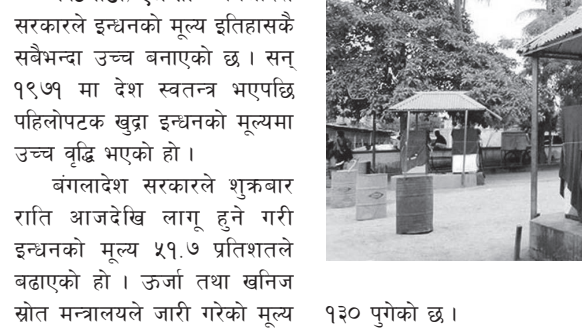 सरकारले इन्धनको मूल्य इतिहासकै
सबैभन्दा उच्च बनाएको छ । सन्
१९७१ मा देश स्वतन्त्र भएपछि
पहिलोपटक खुद्रा इन्धनको मूल्यमा
उच्च वृद्धि भएको हो ।
बंगलादेश सरकारले शुक्रबार
राति आजदेखि लागू हुने गरी
इन्धनको मूल्य ५१.७ प्रतिशतले
बढाएको हो । ऊर्जा तथा खनिज
स्रोत मन्त्रालयले जारी गरेको मूल्य
१३० पुगेको छ ।